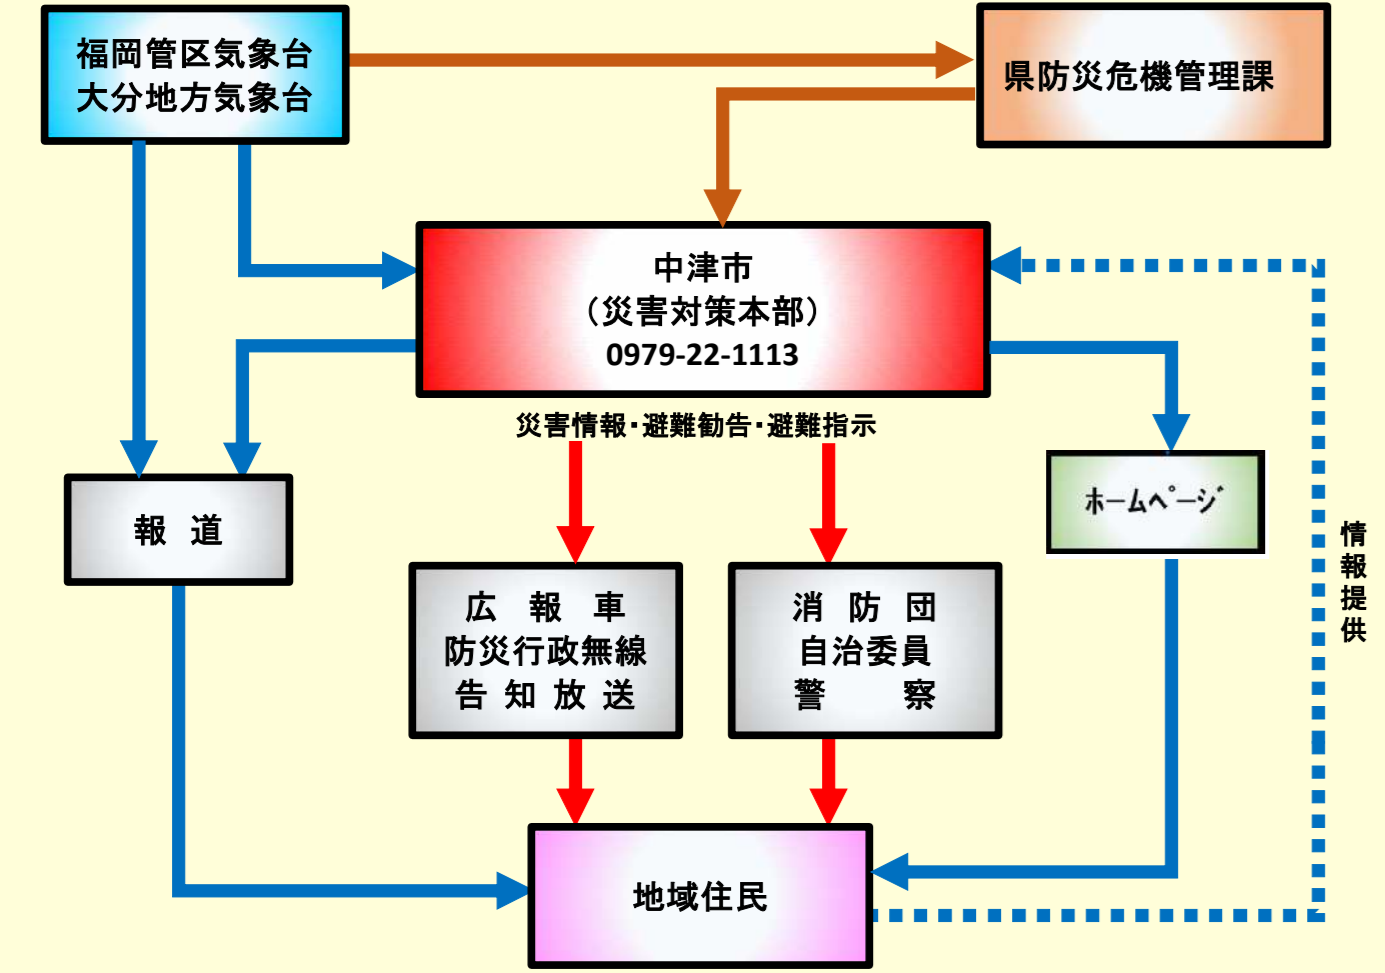 福岡管区気象台
大分地方気象台
県防災危機管理課
中津市
（災害対策本部）
0979-22-1113
災害情報・避難勧告・避難指示
報 道
ﾎｰﾑﾍﾟｰｼﾞ
広 報 車
防災行政無線
告 知 放 送
消 防 団
自治委員
警 察
情報提供
地域住民